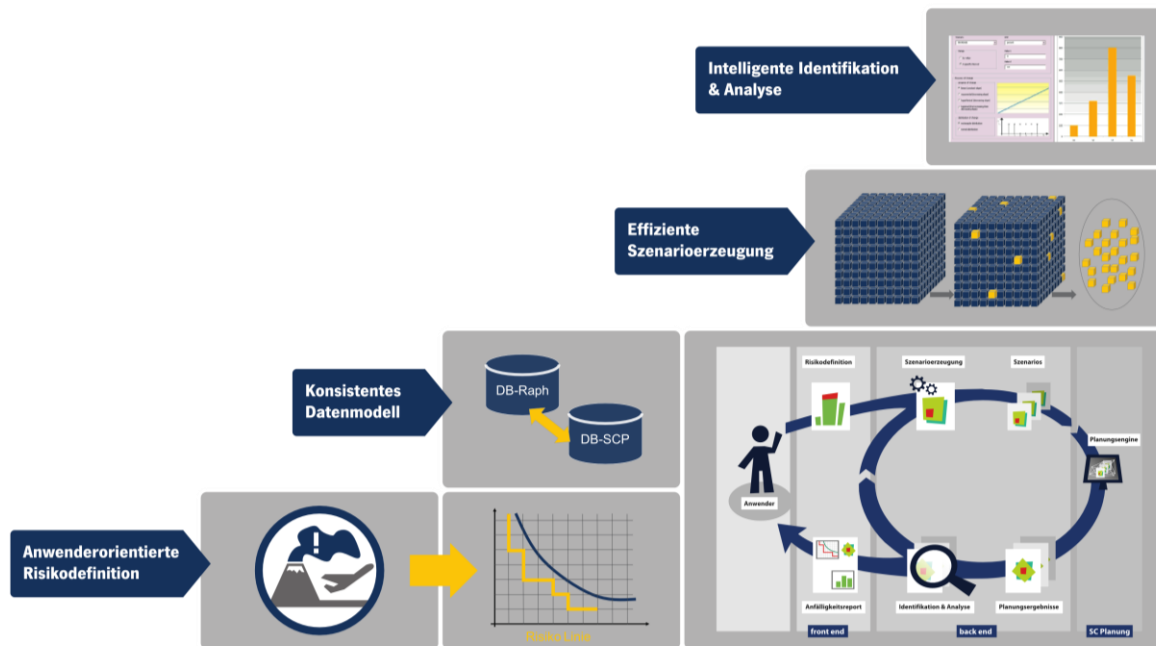 Intelligente Identifikation
& Analyse
Effiziente
Szenarioerzeugung
Konsistentes
Datenmodell
DB-Raph
DB-SCP
Anwenderorientierte
Risikodefinition
Risiko Linie
Risikodefinition
Szenarioerzeugung
Szenarios
Planungsengine
Anwender
Anfälligkeitsreport
Identifikation & Analyse
Planungsergebnisse
front end
back end
SC Planung